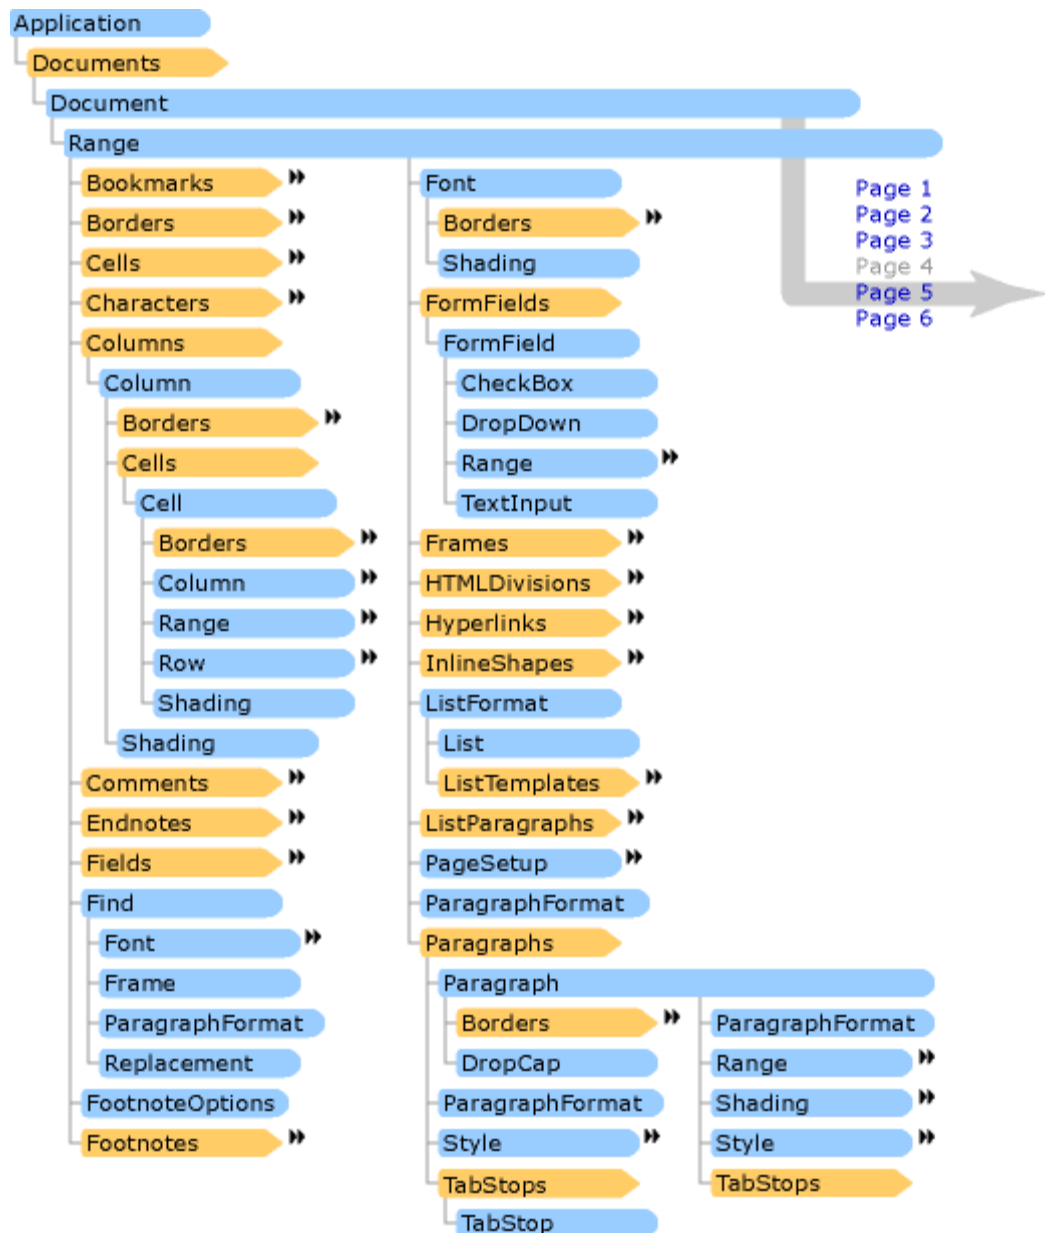 Application
Documents
Document
Range
Bookmarks
Borders
Cells
Characters
Columns
Column
Borders
Cells
Cell
Borders
Column
Range
Row
Shading
Shading
Comments
Endnotes
Fields
Find
Font
Frame
ParagraphFormat
Replacement
FootnoteOptions
Footnotes
Font
Borders
Shading
FormFields
FormField
CheckBox
DropDown
Range
TextInput
Frames
HTMLDivisions
Hyperlinks
InlineShapes
ListFormat
List
ListTemplates
ListParagraphs
PageSetup
ParagraphFormat
Paragraphs
Paragraph
Borders
DropCap
ParagraphFormat
Style
TabStops
TabStop
ParagraphFormat
Range
Shading
Style
TabStops
Page 1
Page 2
Page 3
Page 4
Page 5
Page 6